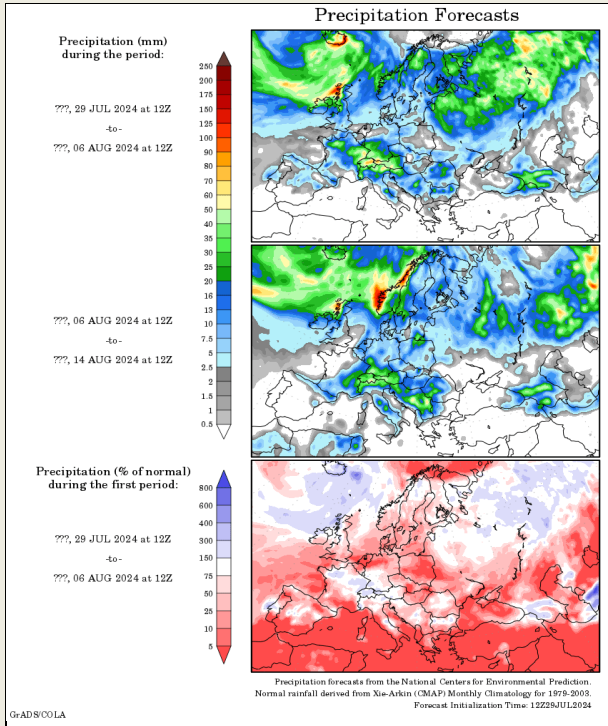 Precipitation Forecasts
Precipitation (mm)
during the period:
???, 29 JUL 2024 at 12Z
-to-
???, 06 AUG 2024 at 12Z
250
200
175
150
125
100
90
80
70
60
50
40
35
30
25
20
16
13
10
7.5
5
2.5
2
1.5
1
0.5
???, 06 AUG 2024 at 12Z
-to-
???, 14 AUG 2024 at 12Z
Precipitation (% of normal)
during the first period:
???, 29 JUL 2024 at 12Z
-to-
???, 06 AUG 2024 at 12Z
800
600
400
300
150
75
50
25
10
5
Precipitation forecasts from the National Centers for Environmental Prediction.
Normal rainfall derived from Xie-Arkin (CMAP) Monthly Climatology for 1979-2003.
Forecast Initialization Time: 12Z29JUL2024
GrADS/COLA